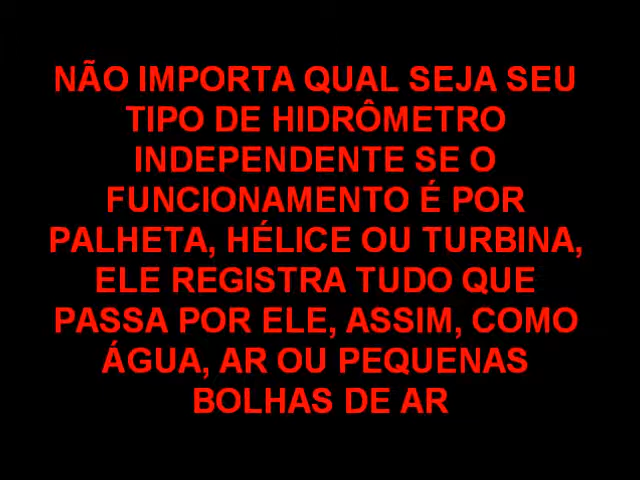 NÃO IMPORTA QUAL SEJA SEU
TIPO DE HIDRÔMETRO
INDEPENDENTE SE O
FUNCIONAMENTO É POR
PALHETA, HÉLICE OU TURBINA,
ELE REGISTRA TUDO QUE
PASSA POR ELE, ASSIM, COMO
ÁGUA, AR OU PEQUENAS
BOLHAS DE AR